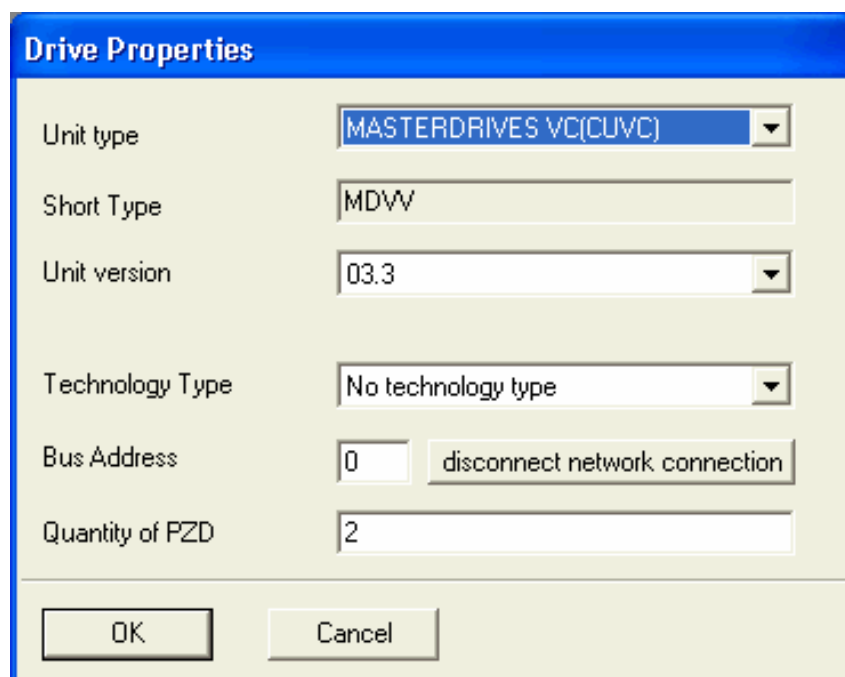 Drive Properties
Unit type MASTERDRIVES VC(CUVC)
Short Type MDVV
Unit version 03.3
Technology Type No technology type
Bus Address 0 disconnect network connection
Quantity of PZD 2
OK Cancel